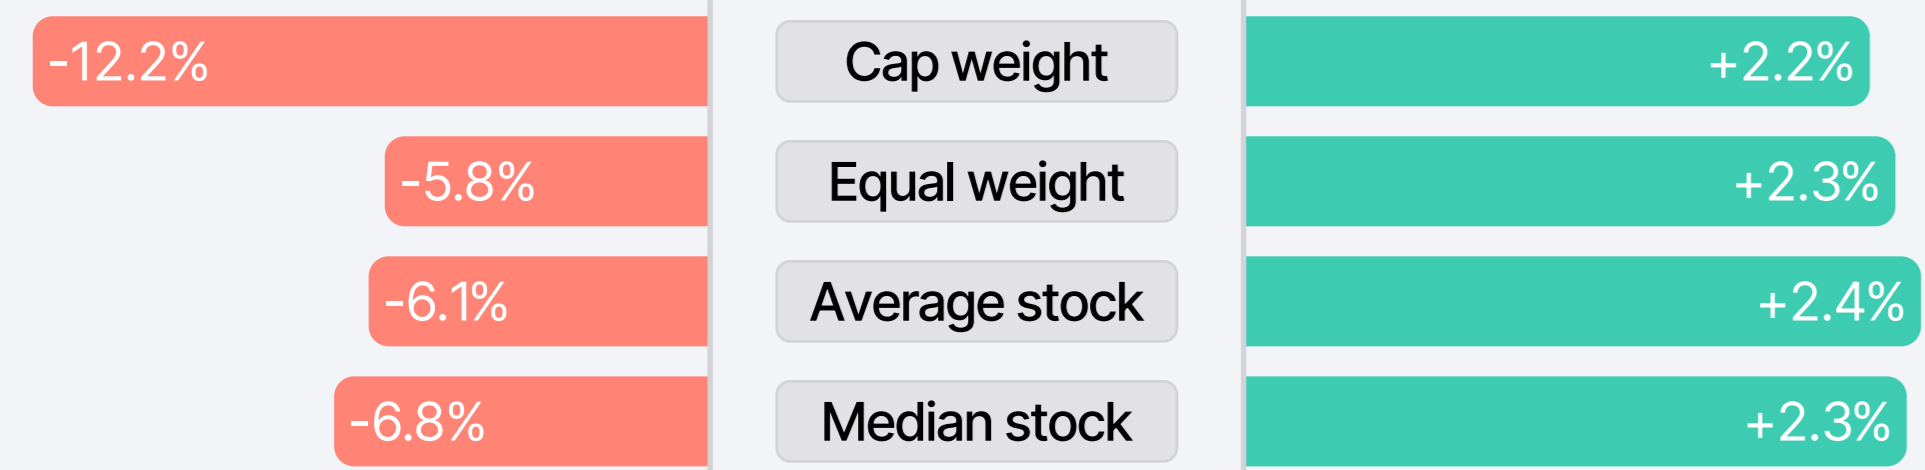 -12.2% Cap weight +2.2%
-5.8% Equal weight +2.3%
-6.1% Average stock +2.4%
-6.8% Median stock +2.3%